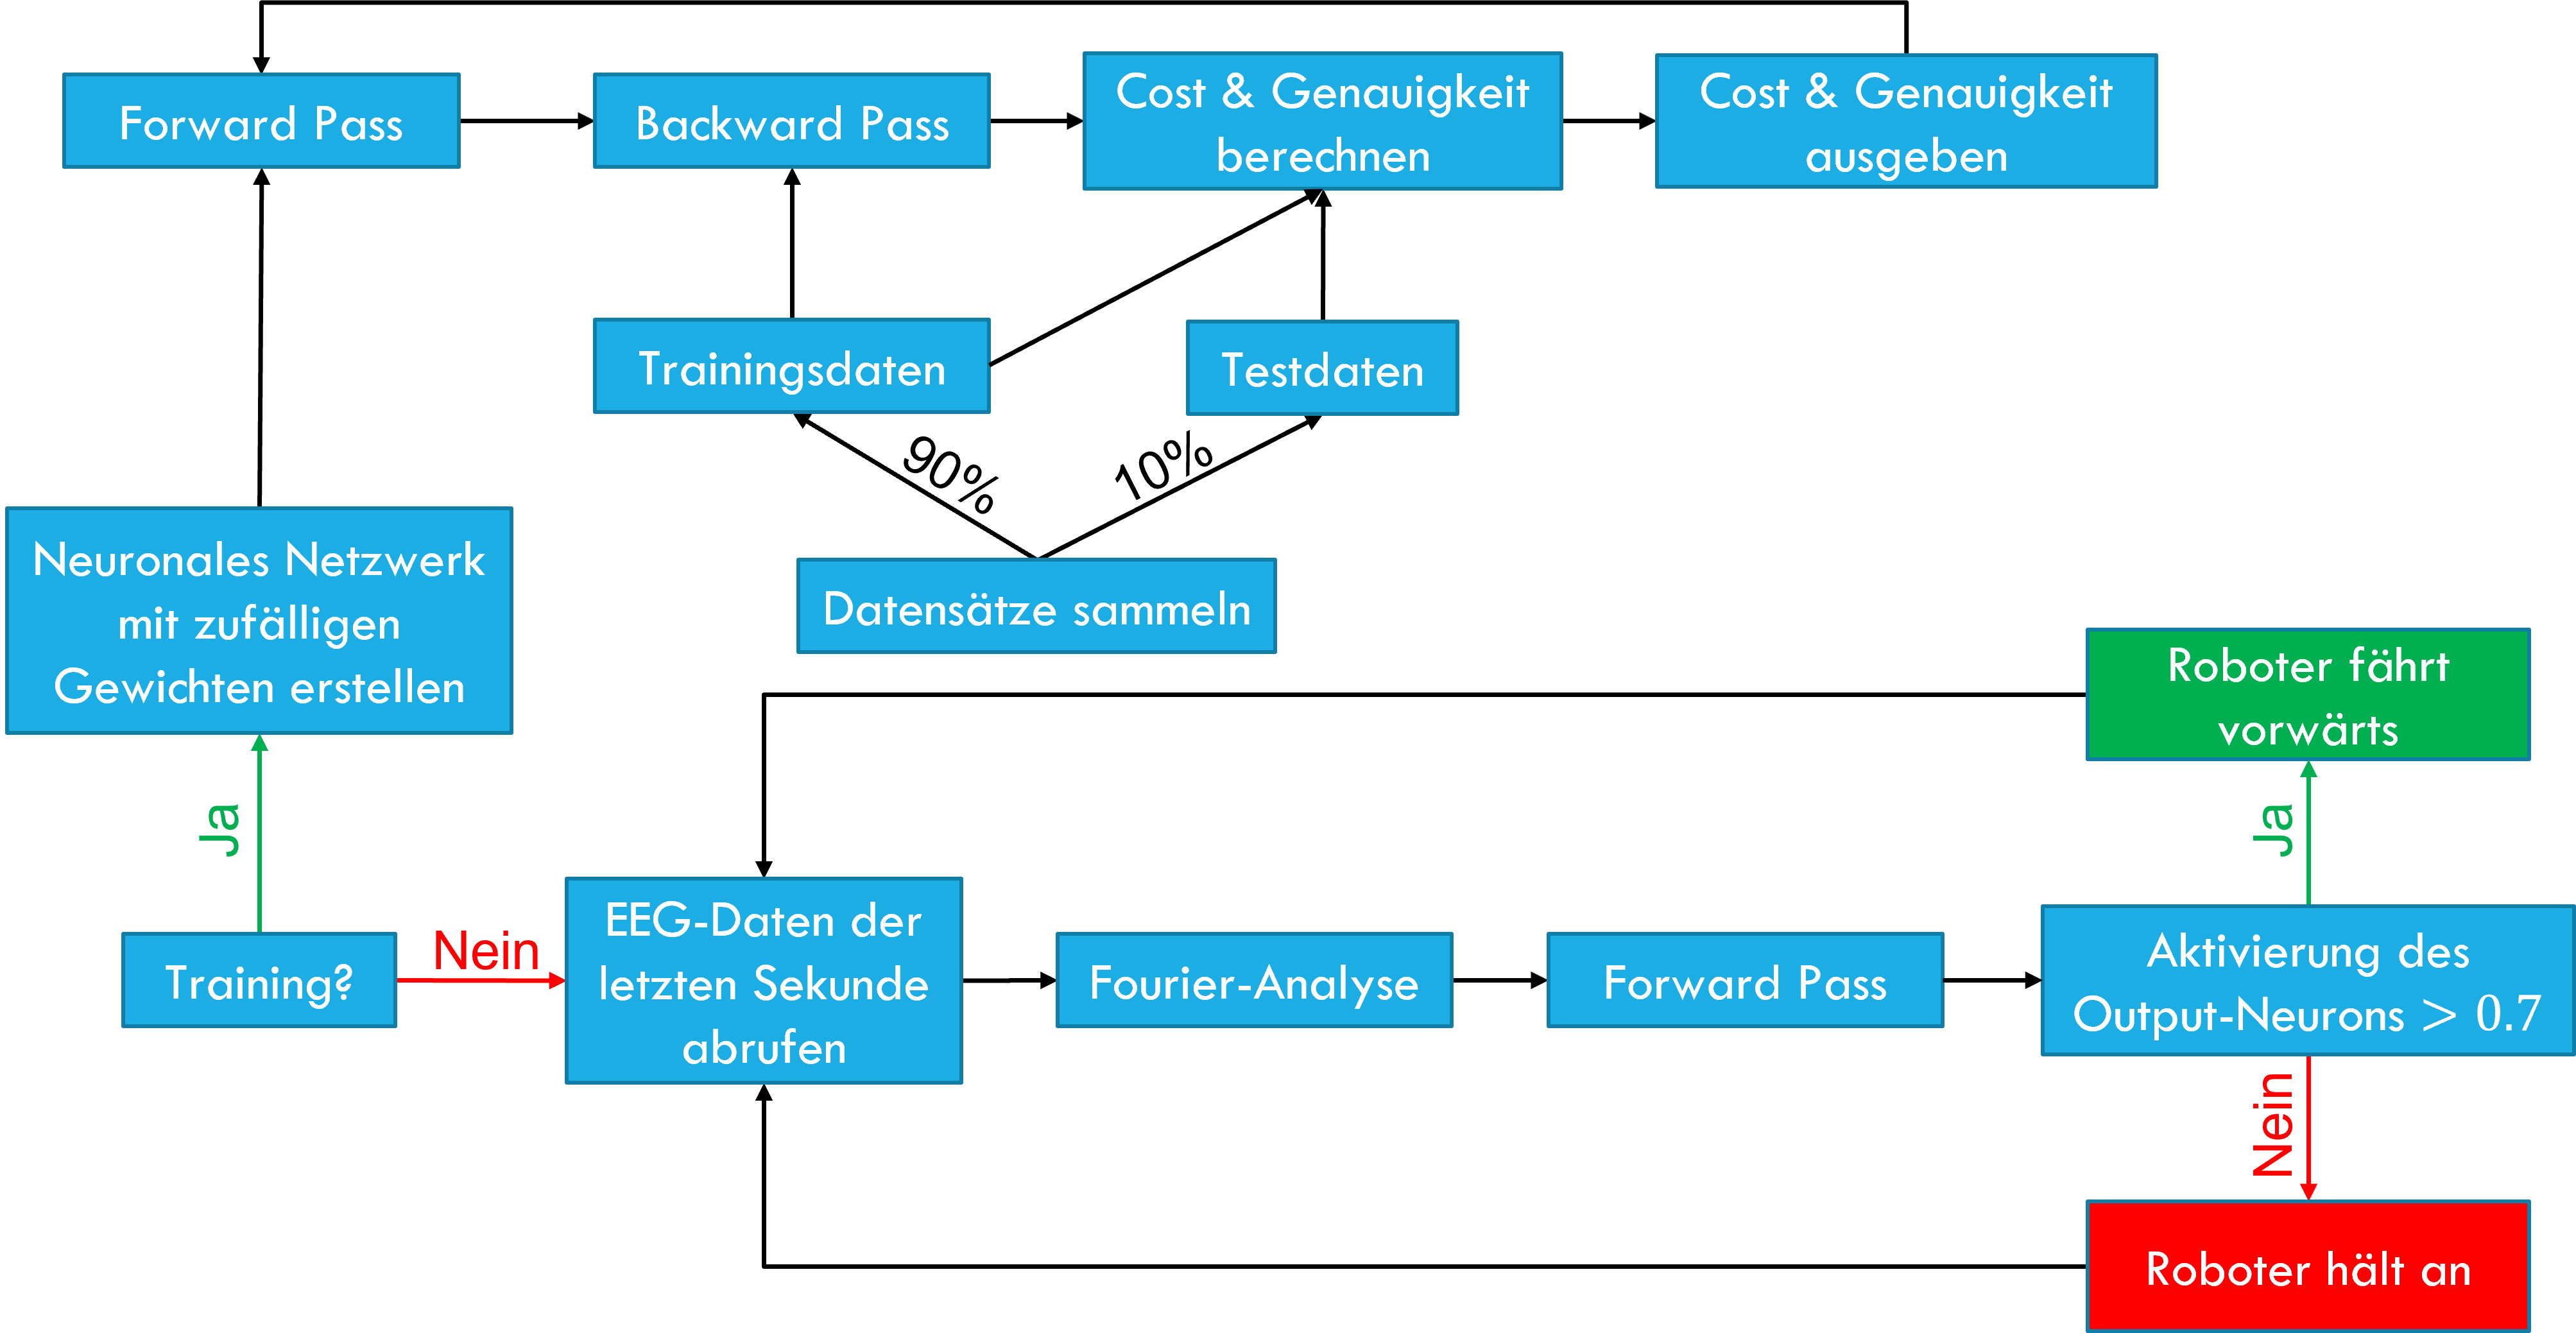 Forward Pass
Backward Pass
Cost & Genauigkeit
berechnen
Cost & Genauigkeit
ausgeben
Trainingsdaten
Testdaten
90%
10%
Neuronales Netzwerk
mit zufälligen
Gewichten erstellen
Datensätze sammeln
Roboter fährt
vorwärts
Ja
Ja
Training?
Nein
EEG-Daten der
letzten Sekunde
abrufen
Fourier-Analyse
Forward Pass
Aktivierung des
Output-Neurons > 0.7
Nein
Roboter hält an